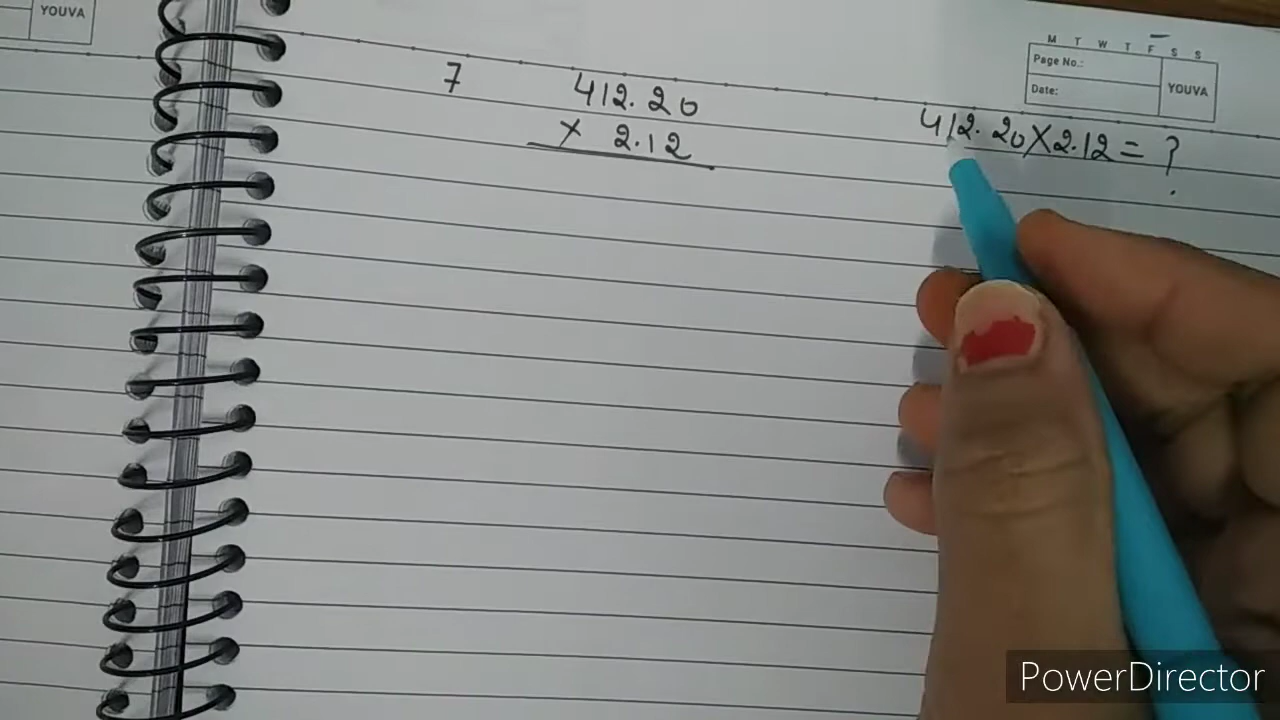 YOUVA
M T W T F S S
Page No.:
Date:
YOUVA
7
412.20
× 2.12
412.20×2.12=?
PowerDirector